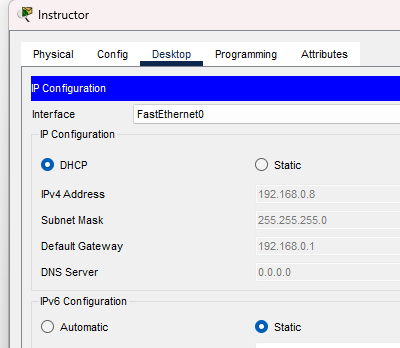 Instructor
Physical Config Desktop Programming Attributes
IP Configuration
Interface FastEthernet0
IP Configuration
DHCP Static
IPv4 Address 192.168.0.8
Subnet Mask 255.255.255.0
Default Gateway 192.168.0.1
DNS Server 0.0.0.0
IPv6 Configuration
Automatic Static